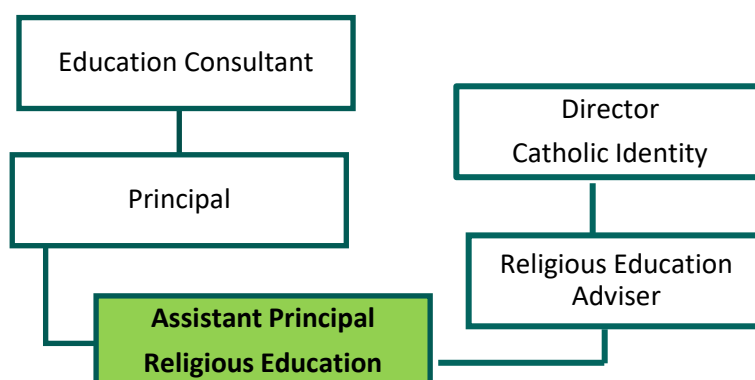 Education Consultant
Director
Catholic Identity
Principal
Religious Education
Adviser
Assistant Principal
Religious Education